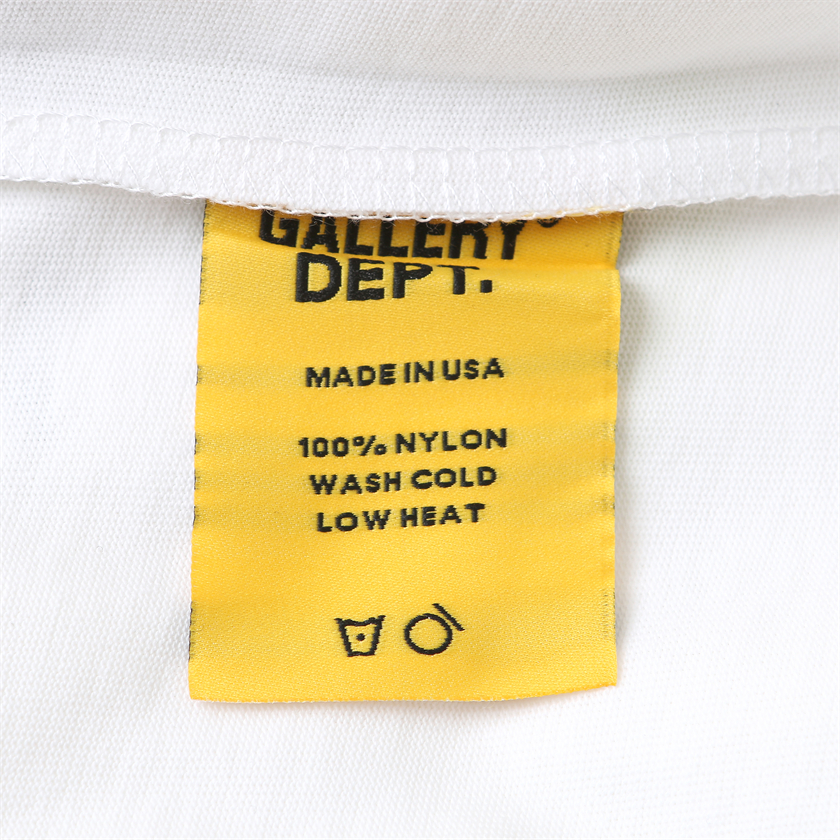 GALLERY
DEPT.
MADE IN USA
100% NYLON
WASH COLD
LOW HEAT